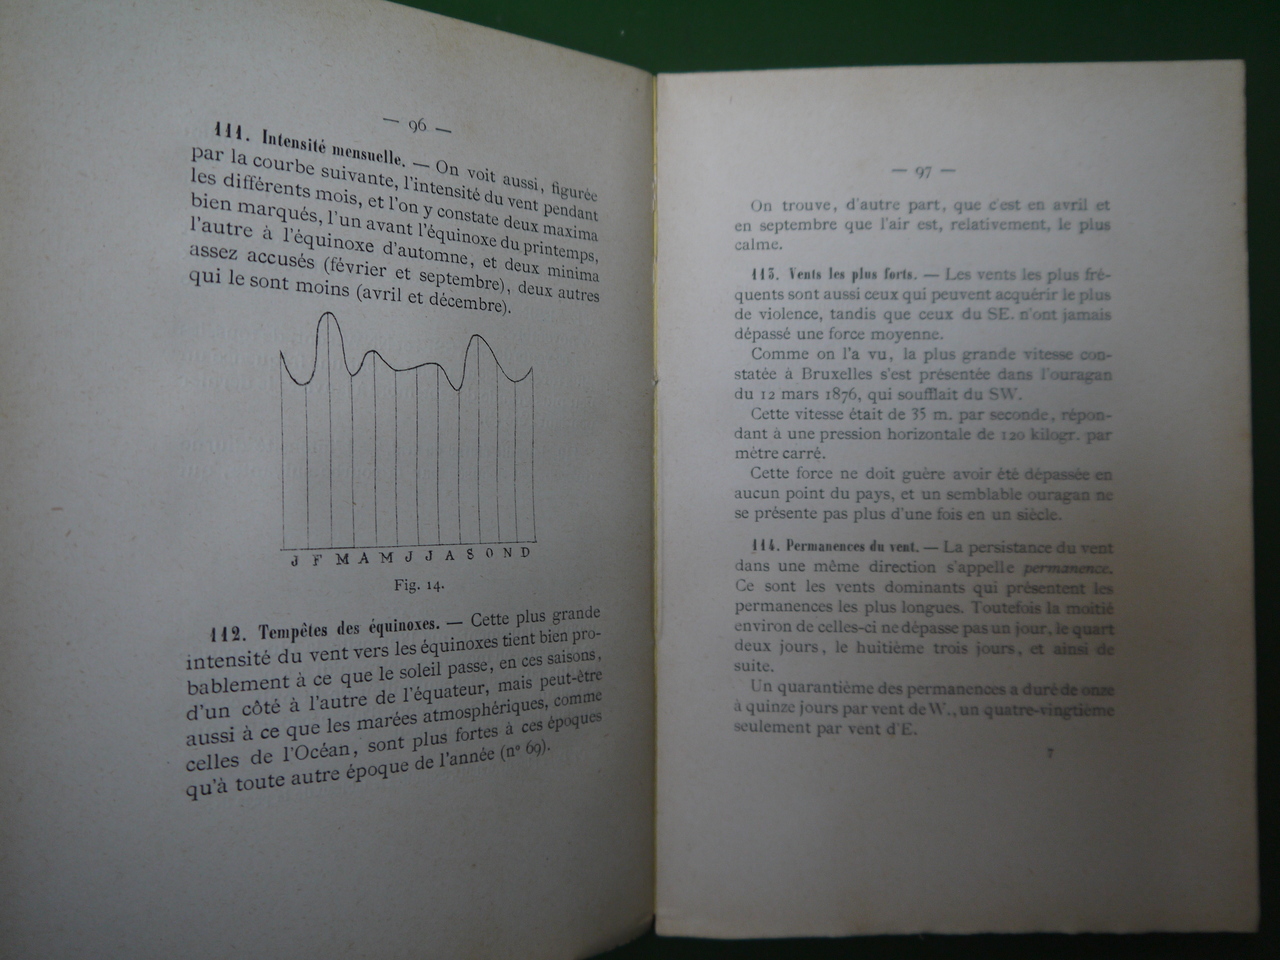 — 96 —
111. Intensité mensuelle. — On voit aussi, figurée
par la courbe suivante, l'intensité du vent pendant
les différents mois, et l'on y constate deux maxima
bien marqués, l'un avant l'équinoxe du printemps,
l'autre à l'équinoxe d'automne, et deux minima
assez accusés (février et septembre), deux autres
qui le sont moins (avril et décembre).
J F M A M J J A S O N D
Fig. 14.
112. Tempêtes des équinoxes. — Cette plus grande
intensité du vent vers les équinoxes tient bien pro-
bablement à ce que le soleil passe, en ces saisons,
d'un côté à l'autre de l'équateur, mais peut-être
aussi à ce que les marées atmosphériques, comme
celles de l'Océan, sont plus fortes à ces époques
qu'à toute autre époque de l'année (n° 69).
— 97 —
On trouve, d'autre part, que c'est en avril et
en septembre que l'air est, relativement, le plus
calme.
113. Vents les plus forts. — Les vents les plus fré-
quents sont aussi ceux qui peuvent acquérir le plus
de violence, tandis que ceux du SE. n'ont jamais
dépassé une force moyenne.
Comme on l'a vu, la plus grande vitesse con-
statée à Bruxelles s'est présentée dans l'ouragan
du 12 mars 1876, qui soufflait du SW.
Cette vitesse était de 35 m. par seconde, répon-
dant à une pression horizontale de 120 kilogr. par
mètre carré.
Cette force ne doit guère avoir été dépassée en
aucun point du pays, et un semblable ouragan ne
se présente pas plus d'une fois en un siècle.
114. Permanences du vent. — La persistance du vent
dans une même direction s'appelle permanence.
Ce sont les vents dominants qui présentent les
permanences les plus longues. Toutefois la moitié
environ de celles-ci ne dépasse pas un jour, le quart
deux jours, le huitième trois jours, et ainsi de
suite.
Un quarantième des permanences a duré de onze
à quinze jours par vent de W., un quatre-vingtième
seulement par vent d'E.
7